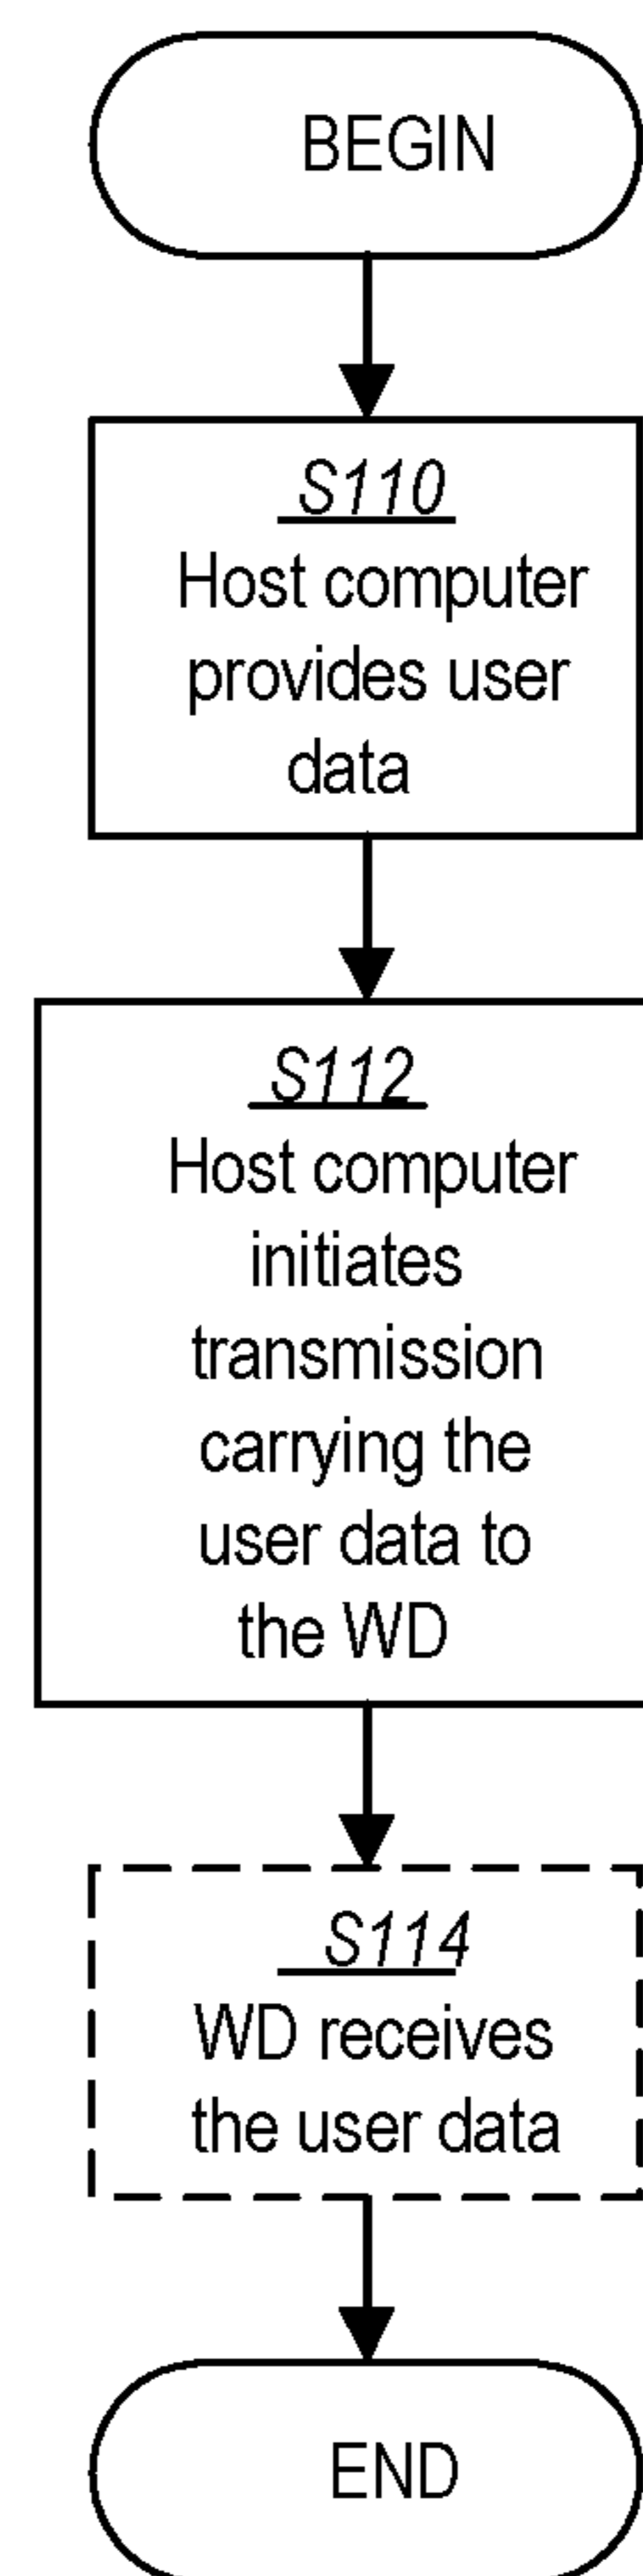 BEGIN
S110
Host computer
provides user
data
S112
Host computer
initiates
transmission
carrying the
user data to
the WD
S114
WD receives
the user data
END